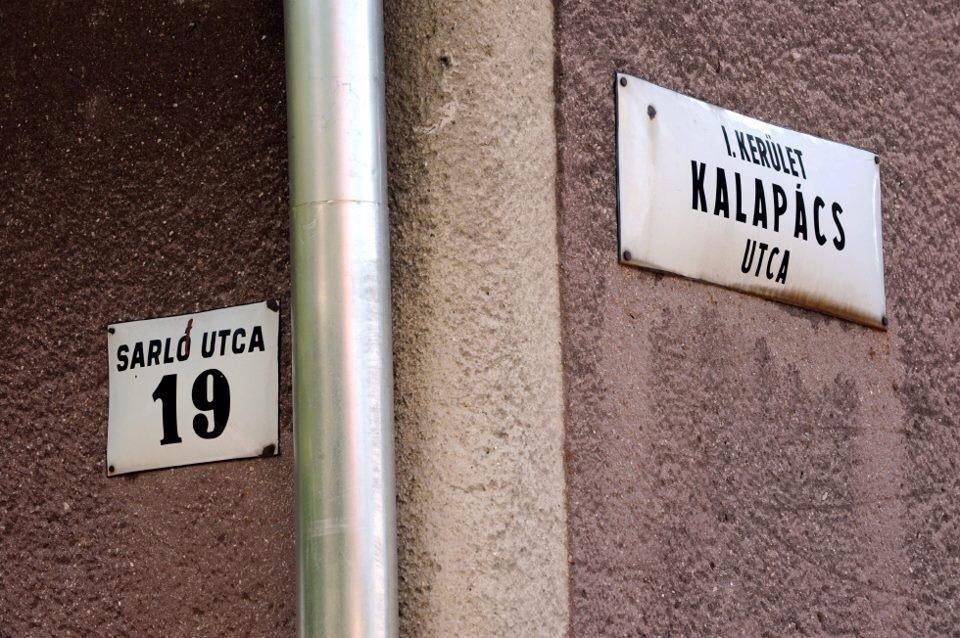 SARLÓ UTCA
19
I. KERÜLET
KALAPÁCS
UTCA